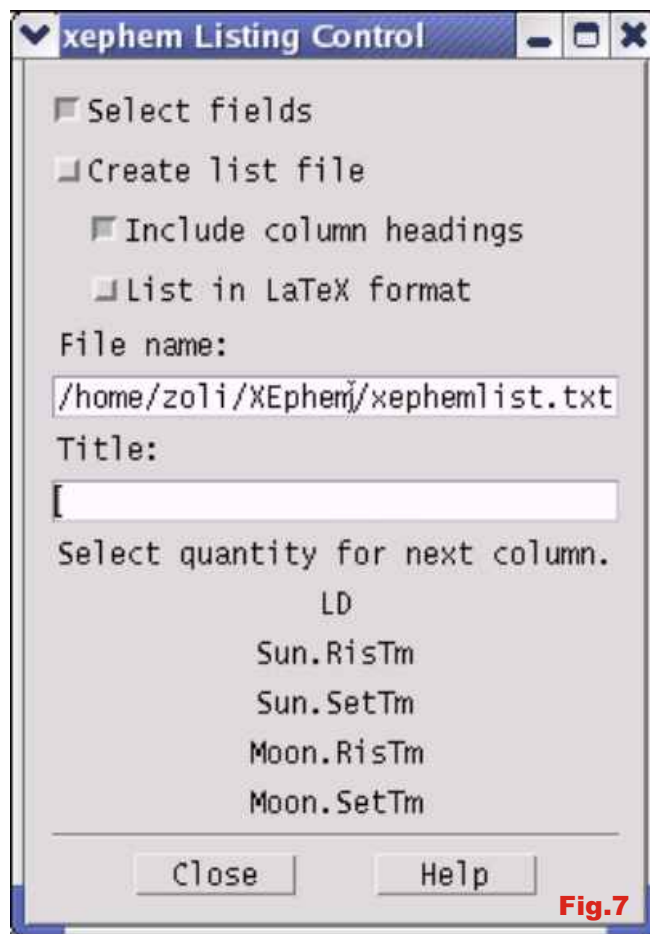 xephem Listing Control
Select fields
Create list file
Include column headings
List in LaTeX format
File name:
/home/zoli/XEphem/xephemlist.txt
Title:
Select quantity for next column.
LD
Sun.RisTm
Sun.SetTm
Moon.RisTm
Moon.SetTm
Close Help
Fig.7